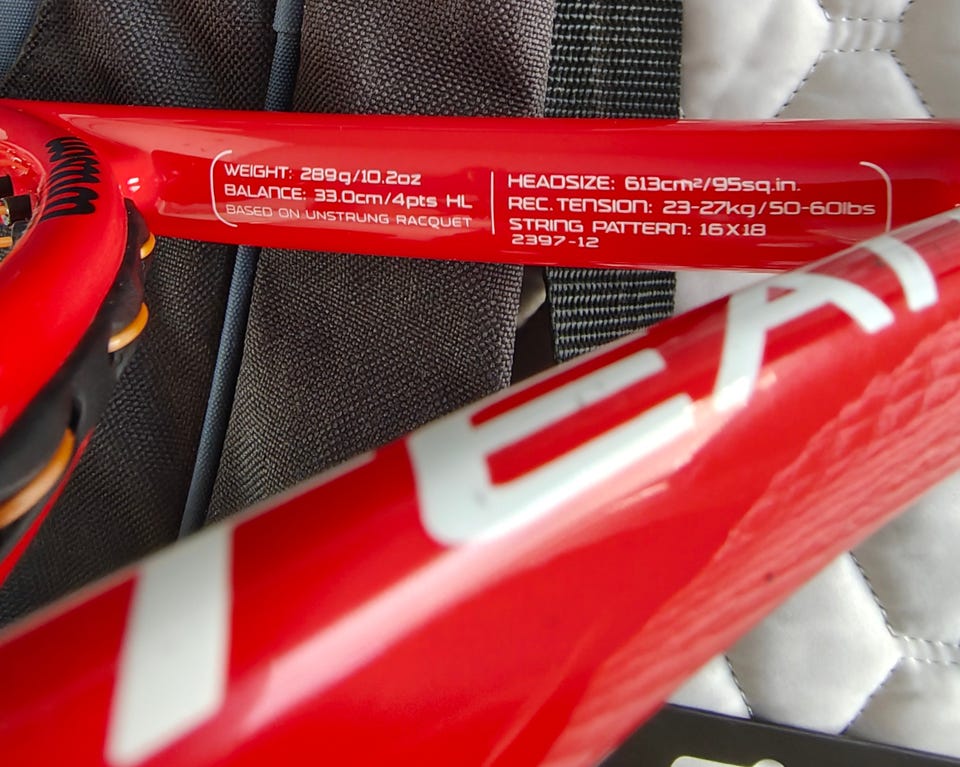 WEIGHT: 289g/10.2oz
BALANCE: 33.0cm/4pts HL
BASED ON UNSTRUNG RACQUET
HEADSIZE: 613cm²/95sq.in.
REC. TENSION: 23-27kg/50-60lbs
STRING PATTERN: 16X18
2397-12
TEA